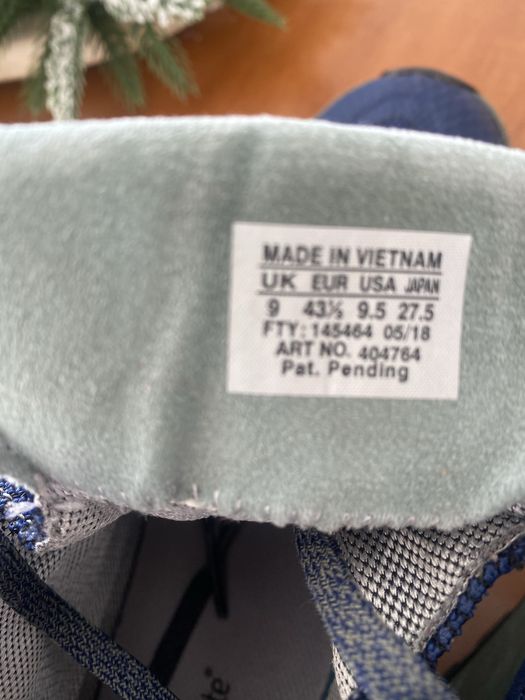 MADE IN VIETNAM
UK EUR USA JAPAN
9 43⅓ 9.5 27.5
FTY: 145464 05/18
ART NO. 404764
Pat. Pending